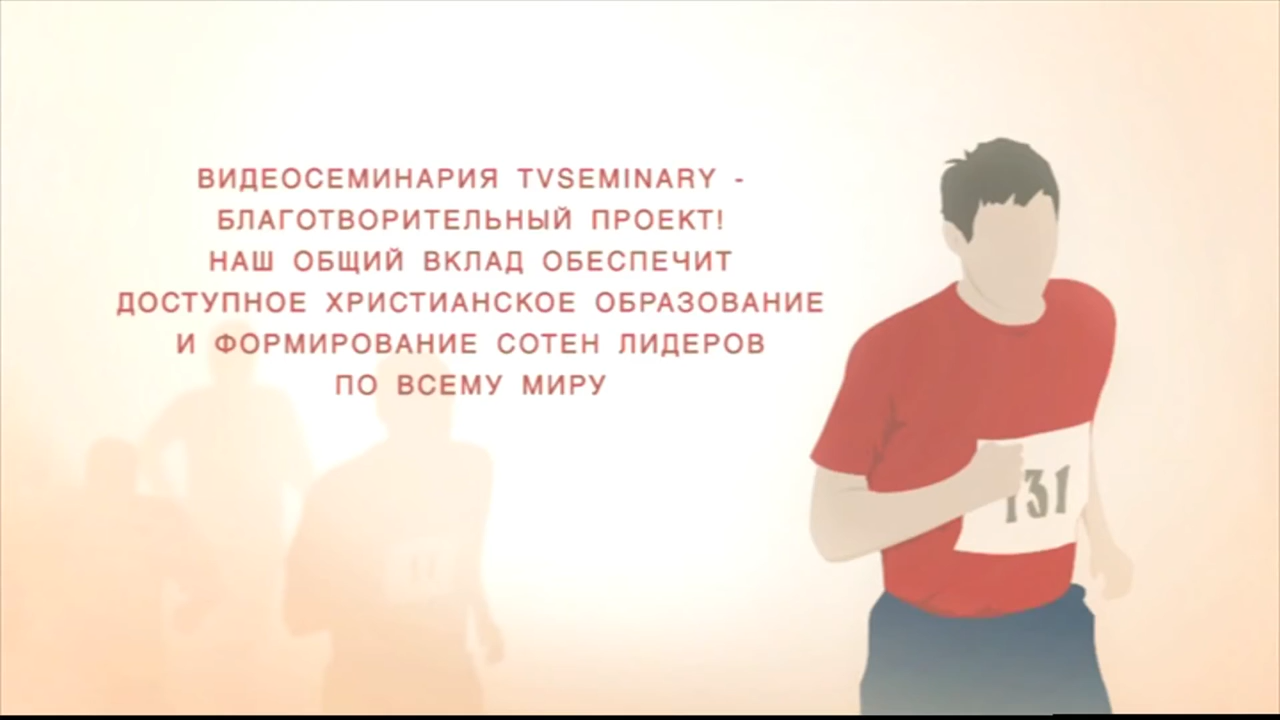 ВИДЕОСЕМИНАРИЯ TVSEMINARY -
БЛАГОТВОРИТЕЛЬНЫЙ ПРОЕКТ!
НАШ ОБЩИЙ ВКЛАД ОБЕСПЕЧИТ
ДОСТУПНОЕ ХРИСТИАНСКОЕ ОБРАЗОВАНИЕ
И ФОРМИРОВАНИЕ СОТЕН ЛИДЕРОВ
ПО ВСЕМУ МИРУ
131